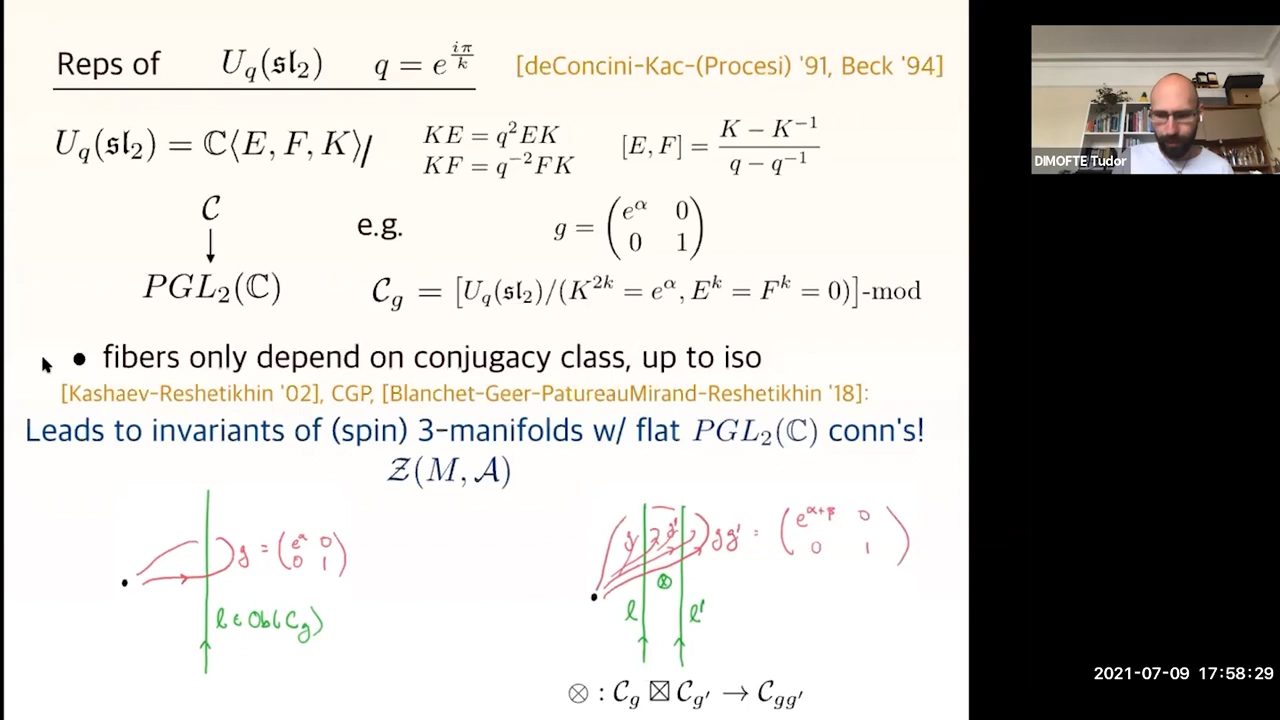 Reps of U_q(𝔰𝔩_2) q = e^{iπ/k} [deConcini-Kac-(Procesi) '91, Beck '94]
U_q(𝔰𝔩_2) = ℂ⟨E, F, K⟩/ KE = q^2EK [E, F] = (K − K^{-1})/(q − q^{-1})
KF = q^{-2}FK
𝒞 ↓ PGL_2(ℂ)
e.g. g = (e^α 0 ; 0 1)
𝒞_g = [U_q(𝔰𝔩_2)/(K^{2k} = e^α, E^k = F^k = 0)]-mod
• fibers only depend on conjugacy class, up to iso
[Kashaev-Reshetikhin '02], CGP, [Blanchet-Geer-PatureauMirand-Reshetikhin '18]:
Leads to invariants of (spin) 3-manifolds w/ flat PGL_2(ℂ) conn's!
𝒵(M, 𝒜)
g = (e^α 0 ; 0 1)
ℓ ∈ Ob(C_g)
g g' gg' = (e^{α+β} 0 ; 0 1)
⊗
ℓ ℓ'
⊗ : 𝒞_g ⊠ 𝒞_{g'} → 𝒞_{gg'}
DIMOFTE Tudor
2021-07-09 17:58:29